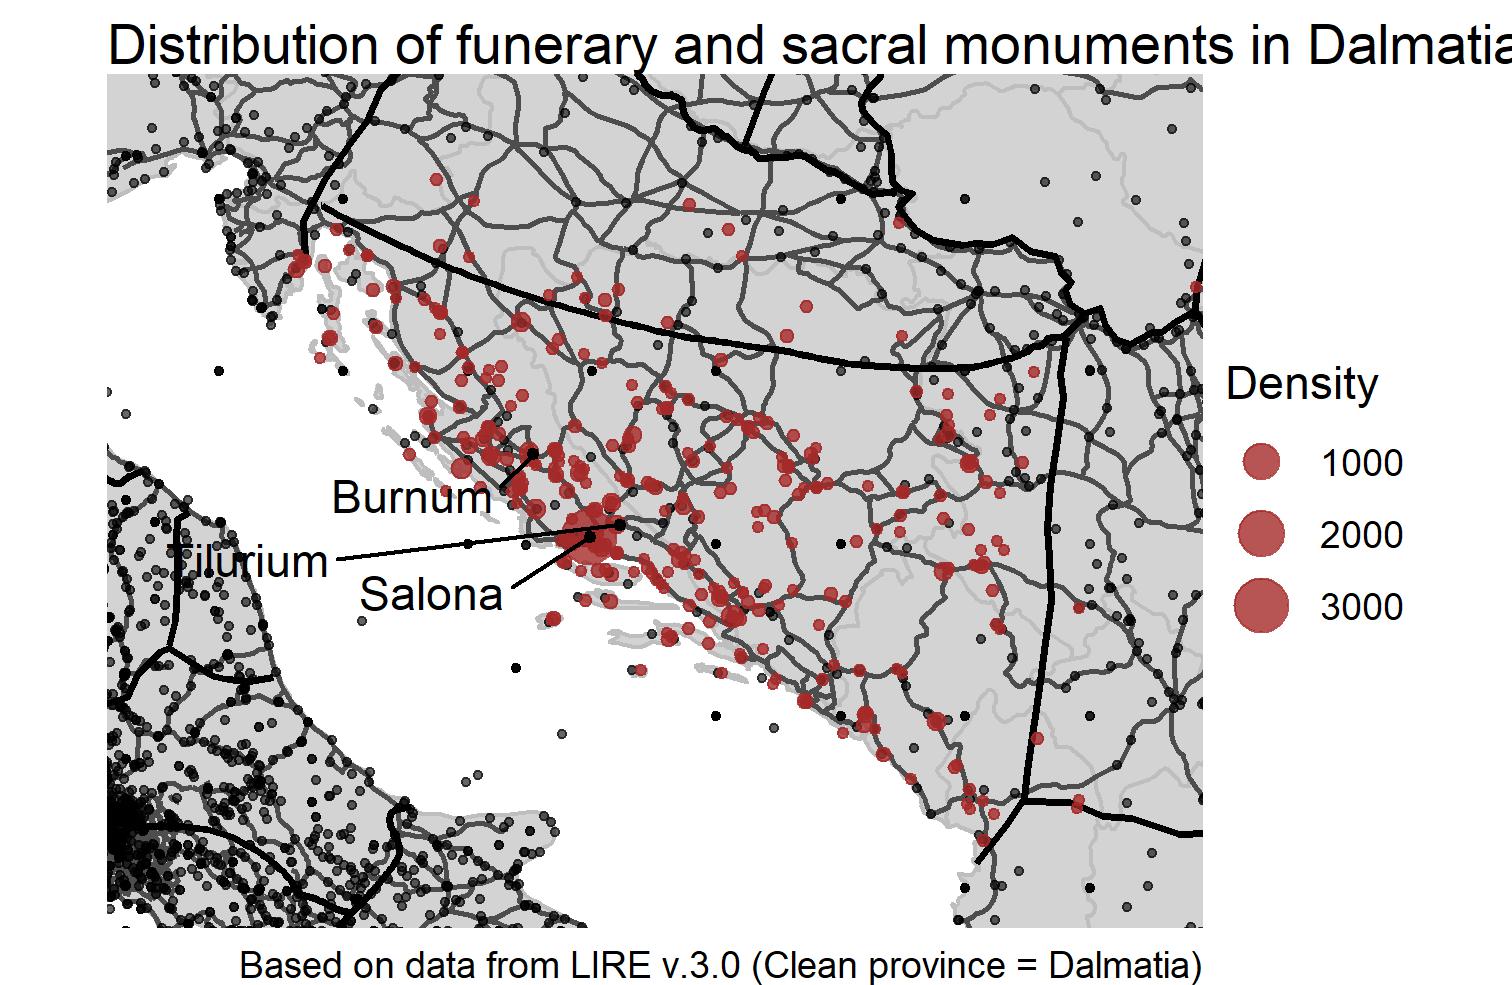 Distribution of funerary and sacral monuments in Dalmatia
Density
1000
2000
3000
Burnum
Tilurium
Salona
Based on data from LIRE v.3.0 (Clean province = Dalmatia)